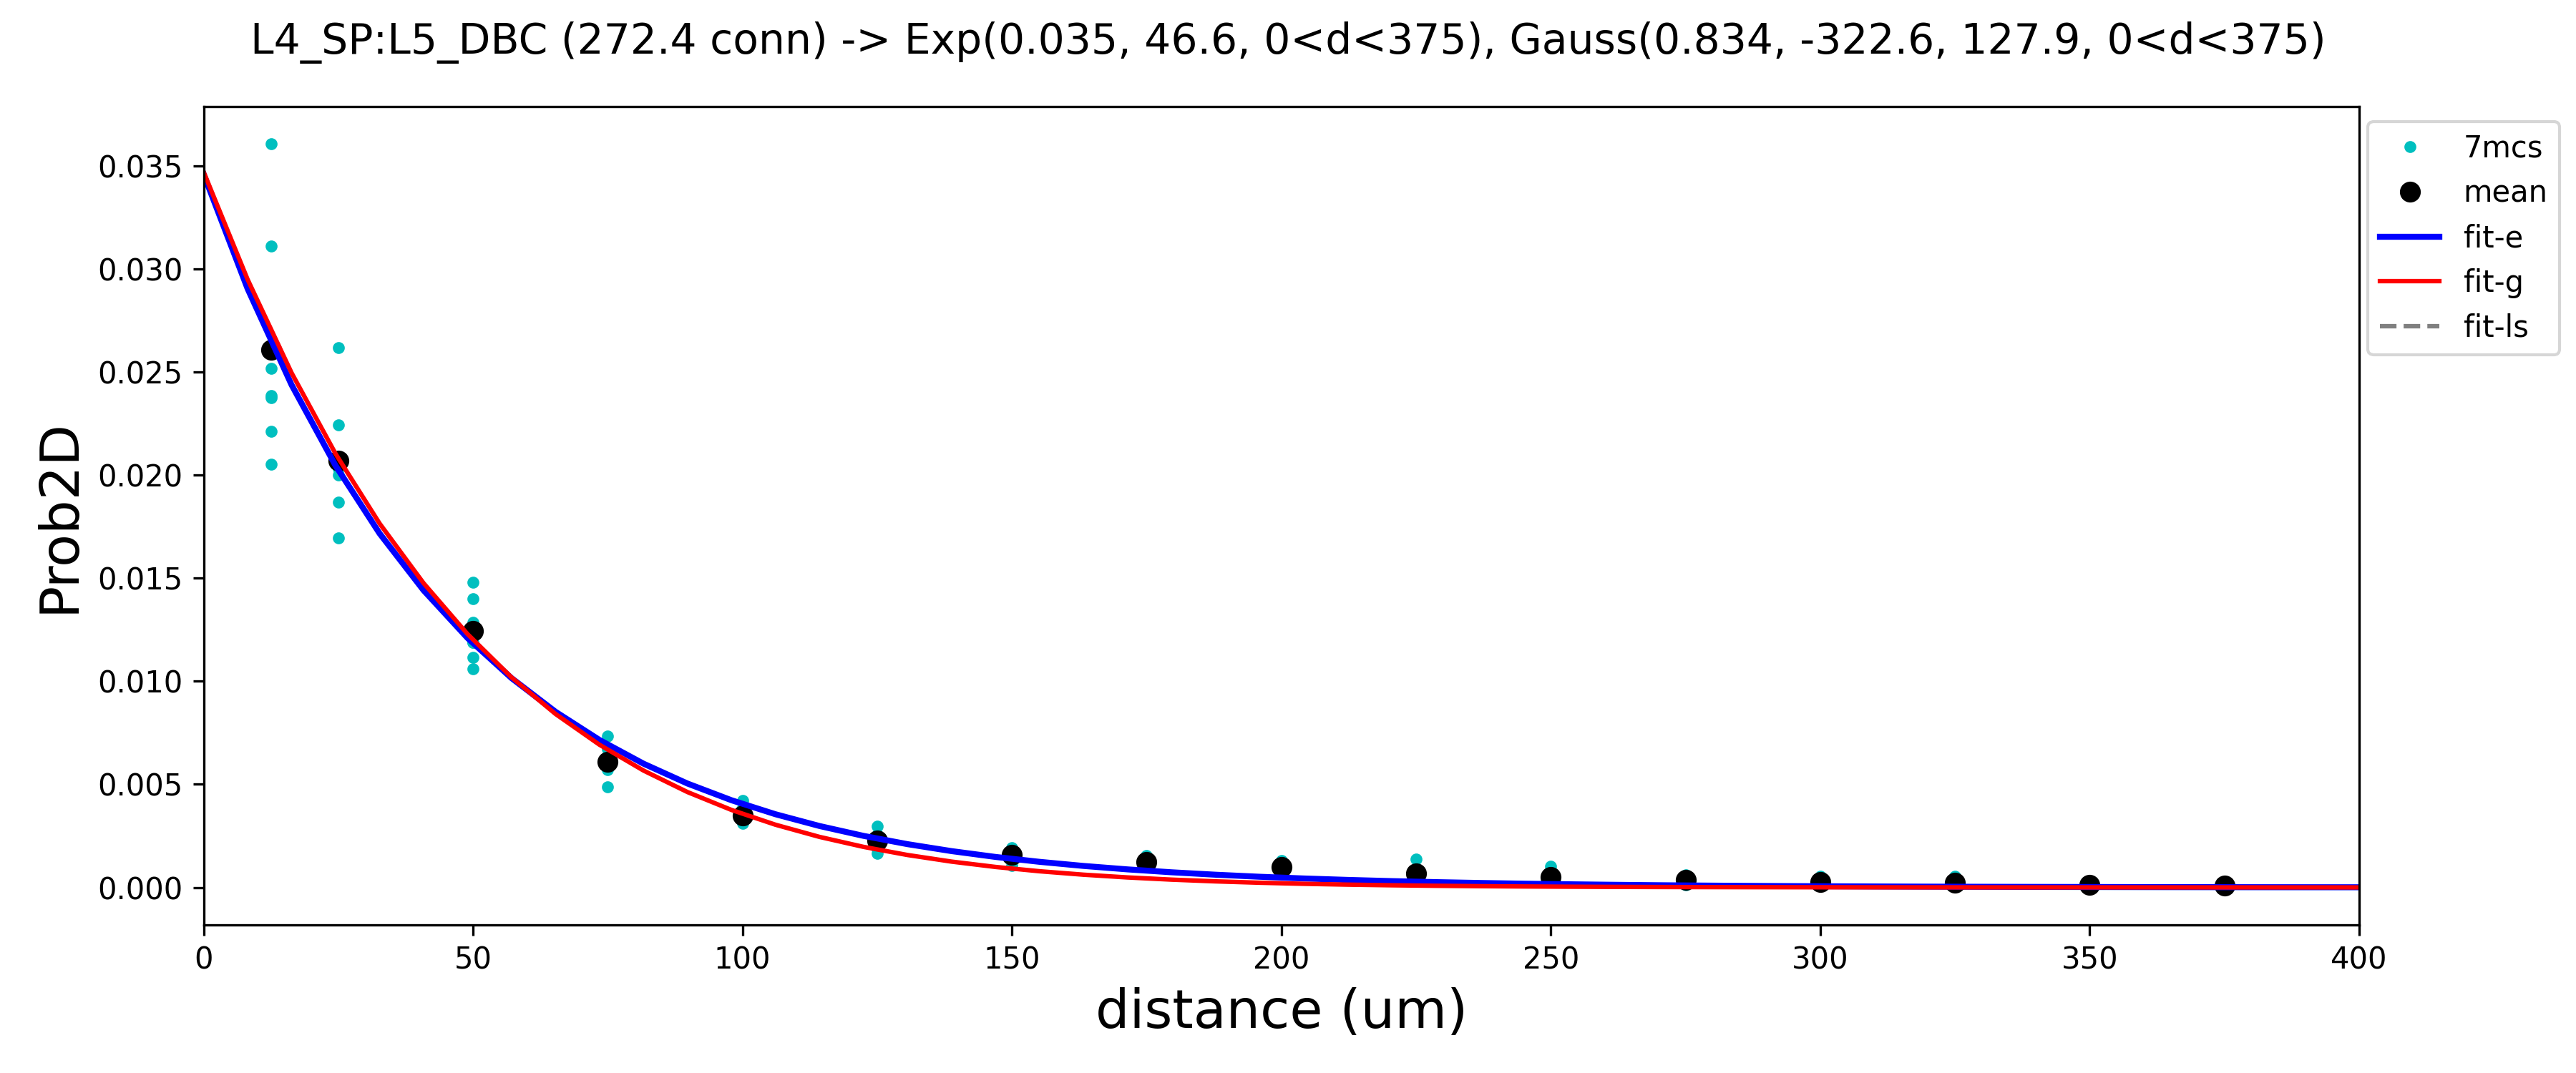 L4_SP:L5_DBC (272.4 conn) -> Exp(0.035, 46.6, 0<d<375), Gauss(0.834, -322.6, 127.9, 0<d<375)
7mcs
mean
fit-e
fit-g
fit-ls
Prob2D
0.035
0.030
0.025
0.020
0.015
0.010
0.005
0.000
0 50 100 150 200 250 300 350 400
distance (um)